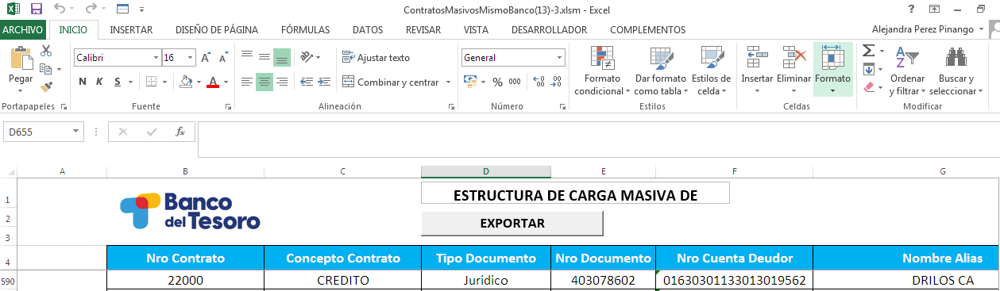 ContratosMasivosMismoBanco(13)-3.xlsm - Excel
ARCHIVO INICIO INSERTAR DISEÑO DE PÁGINA FÓRMULAS DATOS REVISAR VISTA DESARROLLADOR COMPLEMENTOS Alejandra Perez Pinango
Pegar
Portapapeles
Calibri 16 A A
N K S A
Fuente
Ajustar texto
Combinar y centrar
Alineación
General
% 000 ,00 ,00
Número
Formato condicional
Dar formato como tabla
Estilos de celda
Estilos
Insertar Eliminar Formato
Celdas
Ordenar y filtrar
Buscar y seleccionar
Modificar
D655 fx
A B C D E F G
1 ESTRUCTURA DE CARGA MASIVA DE
Banco del Tesoro
2 EXPORTAR
3
4 Nro Contrato Concepto Contrato Tipo Documento Nro Documento Nro Cuenta Deudor Nombre Alias
590 22000 CREDITO Juridico 403078602 01630301133013019562 DRILOS CA